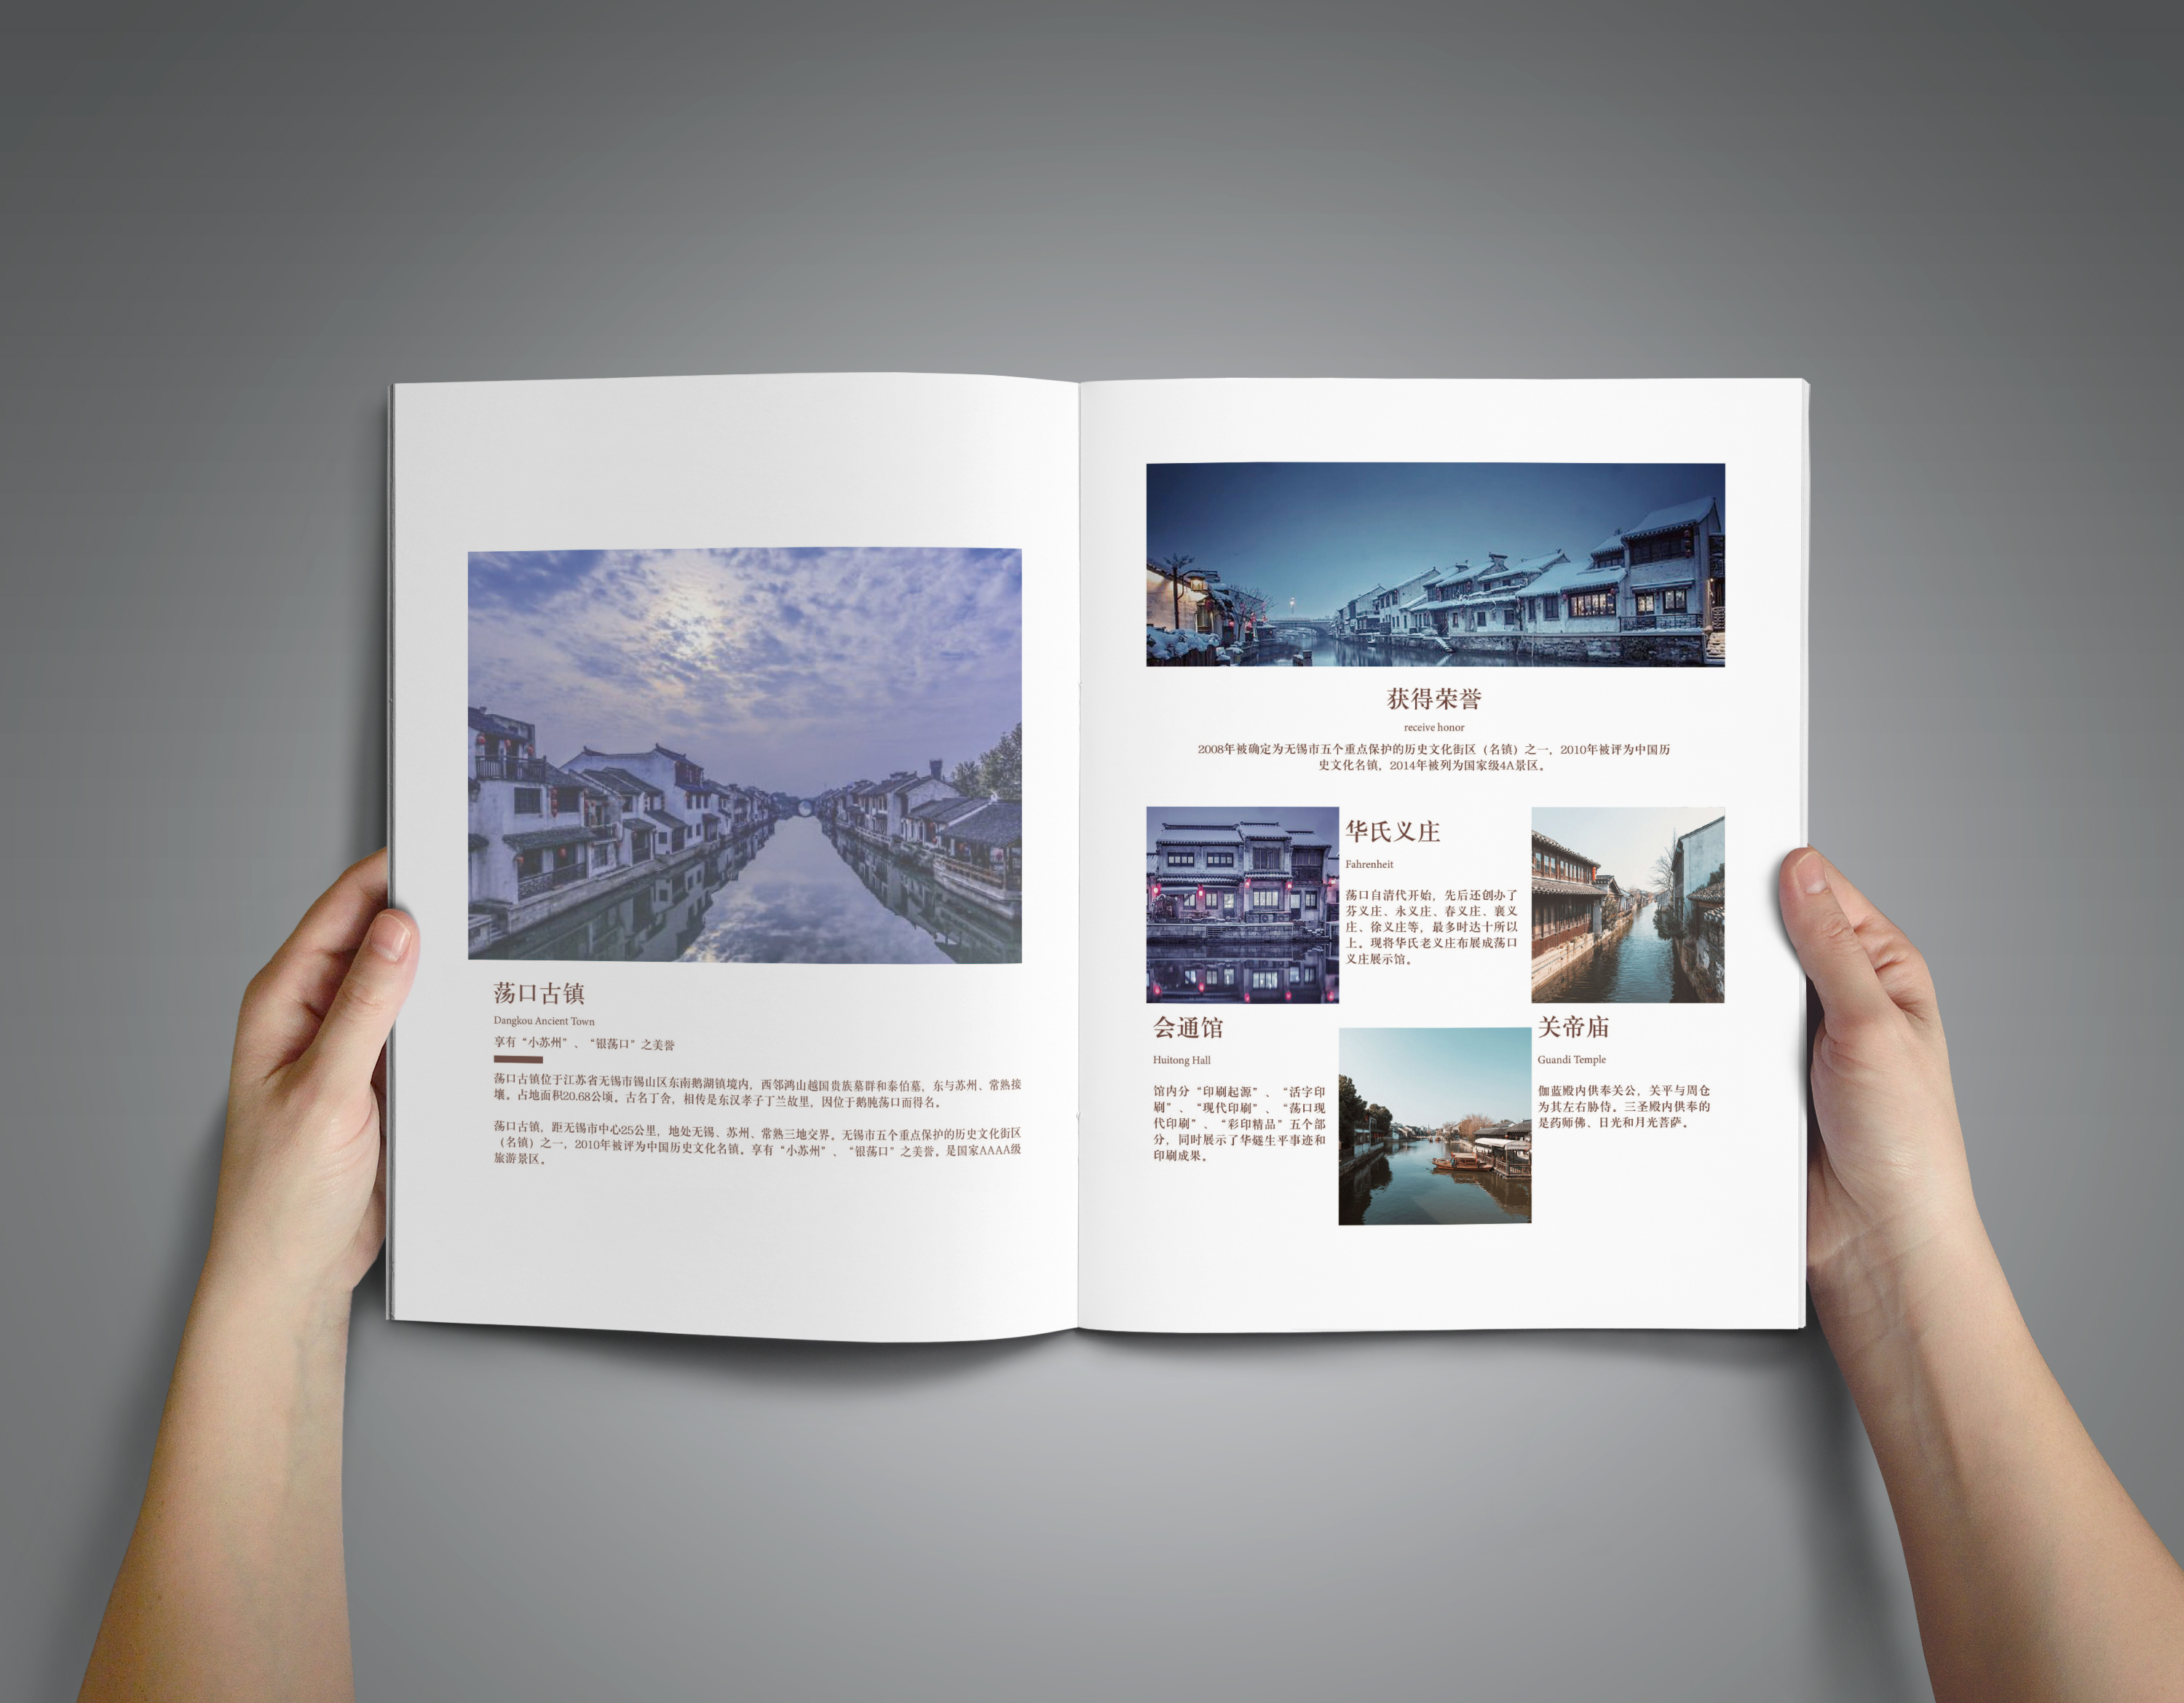 荡口古镇
Dangkou Ancient Town
享有“小苏州”、“银荡口”之美誉
荡口古镇位于江苏省无锡市锡山区东南鹅湖镇境内，西邻鸿山越国贵族墓群和泰伯墓，东与苏州、常熟接
壤。占地面积20.68公顷。古名丁舍，相传是东汉孝子丁兰故里，因位于鹅肫荡口而得名。
荡口古镇，距无锡市中心25公里，地处无锡、苏州、常熟三地交界。无锡市五个重点保护的历史文化街区
（名镇）之一，2010年被评为中国历史文化名镇。享有“小苏州”、“银荡口”之美誉。是国家AAAA级
旅游景区。
获得荣誉
receive honor
2008年被确定为无锡市五个重点保护的历史文化街区（名镇）之一，2010年被评为中国历
史文化名镇，2014年被列为国家级4A景区。
华氏义庄
Fahrenheit
荡口自清代开始，先后还创办了
芬义庄、永义庄、春义庄、襄义
庄、徐义庄等，最多时达十所以
上。现将华氏老义庄布展成荡口
义庄展示馆。
会通馆
Huitong Hall
馆内分“印刷起源”、“活字印
刷”、“现代印刷”、“荡口现
代印刷”、“彩印精品”五个部
分，同时展示了华燧生平事迹和
印刷成果。
关帝庙
Guandi Temple
伽蓝殿内供奉关公，关平与周仓
为其左右胁侍。三圣殿内供奉的
是药师佛、日光和月光菩萨。